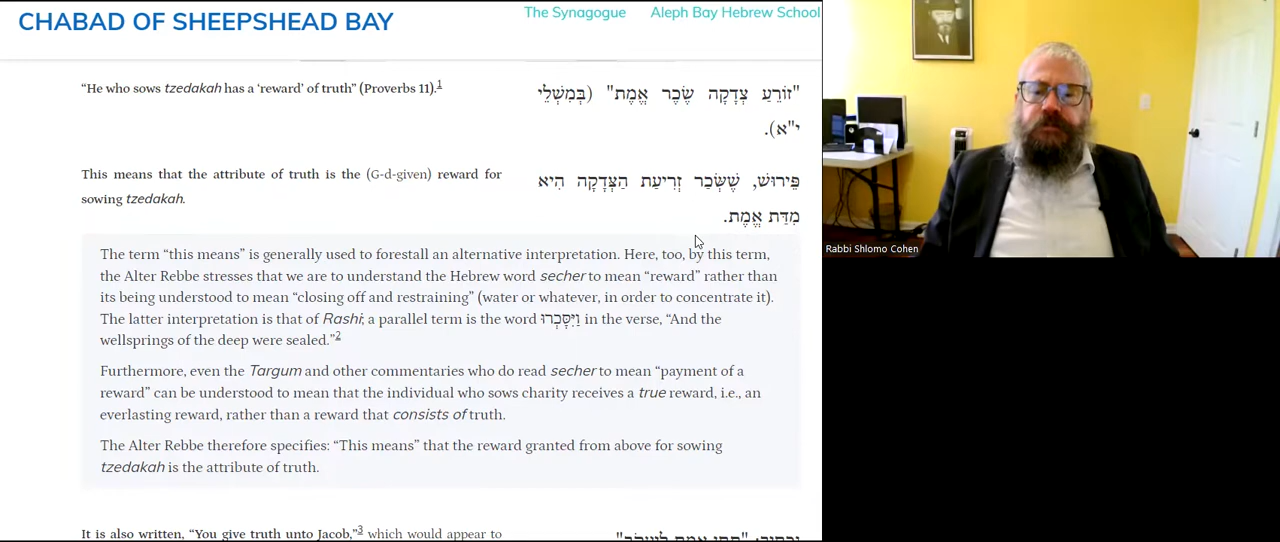 CHABAD OF SHEEPSHEAD BAY
The Synagogue Aleph Bay Hebrew School
“He who sows tzedakah has a ‘reward’ of truth” (Proverbs 11).1
"זוֹרֵעַ צְדָקָה שֶׂכֶר אֱמֶת" (בְּמִשְׁלֵי
י"א).
This means that the attribute of truth is the (G-d-given) reward for
sowing tzedakah.
פֵּירוּשׁ, שֶׁשְּׂכַר זְרִיעַת הַצְּדָקָה הִיא
מִדַּת אֱמֶת.
The term “this means” is generally used to forestall an alternative interpretation. Here, too, by this term,
the Alter Rebbe stresses that we are to understand the Hebrew word secher to mean “reward” rather than
its being understood to mean “closing off and restraining” (water or whatever, in order to concentrate it).
The latter interpretation is that of Rashi; a parallel term is the word וַיִּסָּכְרוּ in the verse, “And the
wellsprings of the deep were sealed.”2
Furthermore, even the Targum and other commentaries who do read secher to mean “payment of a
reward” can be understood to mean that the individual who sows charity receives a true reward, i.e., an
everlasting reward, rather than a reward that consists of truth.
The Alter Rebbe therefore specifies: “This means” that the reward granted from above for sowing
tzedakah is the attribute of truth.
It is also written, “You give truth unto Jacob,”3 which would appear to
Rabbi Shlomo Cohen